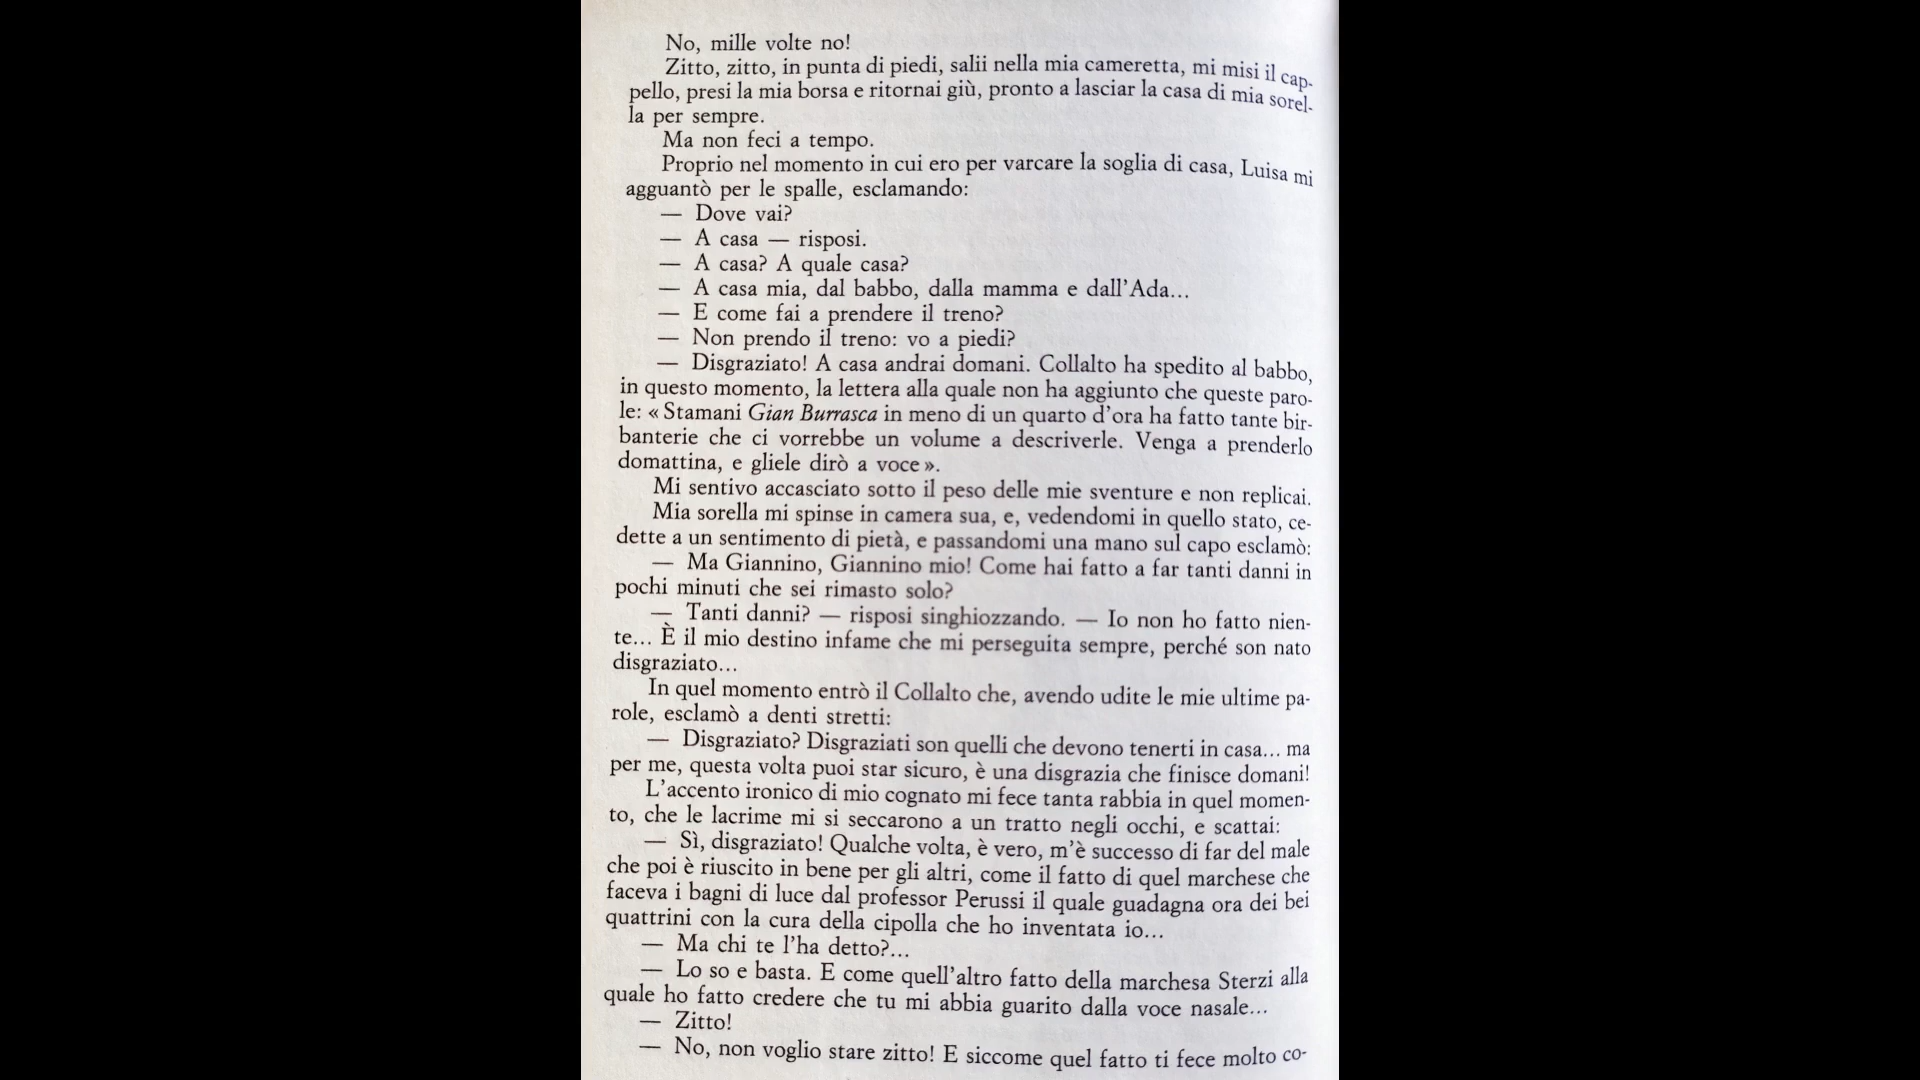 No, mille volte no!
Zitto, zitto, in punta di piedi, salii nella mia cameretta, mi misi il cap-
pello, presi la mia borsa e ritornai giù, pronto a lasciar la casa di mia sorel-
la per sempre.
Ma non feci a tempo.
Proprio nel momento in cui ero per varcare la soglia di casa, Luisa mi
agguantò per le spalle, esclamando:
— Dove vai?
— A casa — risposi.
— A casa? A quale casa?
— A casa mia, dal babbo, dalla mamma e dall'Ada...
— E come fai a prendere il treno?
— Non prendo il treno: vo a piedi?
— Disgraziato! A casa andrai domani. Collalto ha spedito al babbo,
in questo momento, la lettera alla quale non ha aggiunto che queste paro-
le: « Stamani Gian Burrasca in meno di un quarto d'ora ha fatto tante bir-
banterie che ci vorrebbe un volume a descriverle. Venga a prenderlo
domattina, e gliele dirò a voce ».
Mi sentivo accasciato sotto il peso delle mie sventure e non replicai.
Mia sorella mi spinse in camera sua, e, vedendomi in quello stato, ce-
dette a un sentimento di pietà, e passandomi una mano sul capo esclamò:
— Ma Giannino, Giannino mio! Come hai fatto a far tanti danni in
pochi minuti che sei rimasto solo?
— Tanti danni? — risposi singhiozzando. — Io non ho fatto nien-
te... È il mio destino infame che mi perseguita sempre, perché son nato
disgraziato...
In quel momento entrò il Collalto che, avendo udite le mie ultime pa-
role, esclamò a denti stretti:
— Disgraziato? Disgraziati son quelli che devono tenerti in casa... ma
per me, questa volta puoi star sicuro, è una disgrazia che finisce domani!
L'accento ironico di mio cognato mi fece tanta rabbia in quel momen-
to, che le lacrime mi si seccarono a un tratto negli occhi, e scattai:
— Sì, disgraziato! Qualche volta, è vero, m'è successo di far del male
che poi è riuscito in bene per gli altri, come il fatto di quel marchese che
faceva i bagni di luce dal professor Perussi il quale guadagna ora dei bei
quattrini con la cura della cipolla che ho inventata io...
— Ma chi te l'ha detto?...
— Lo so e basta. E come quell'altro fatto della marchesa Sterzi alla
quale ho fatto credere che tu mi abbia guarito dalla voce nasale...
— Zitto!
— No, non voglio stare zitto! E siccome quel fatto ti fece molto co-